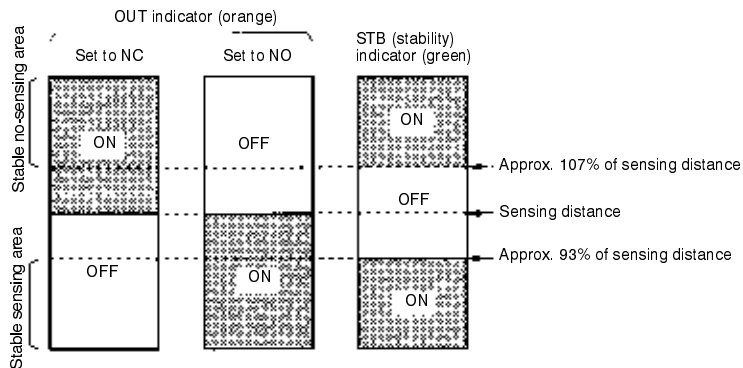 OUT indicator (orange)
Set to NC
Set to NO
STB (stability)
indicator (green)
Stable no-sensing area
Stable sensing area
ON
OFF
OFF
ON
ON
OFF
ON
Approx. 107% of sensing distance
Sensing distance
Approx. 93% of sensing distance